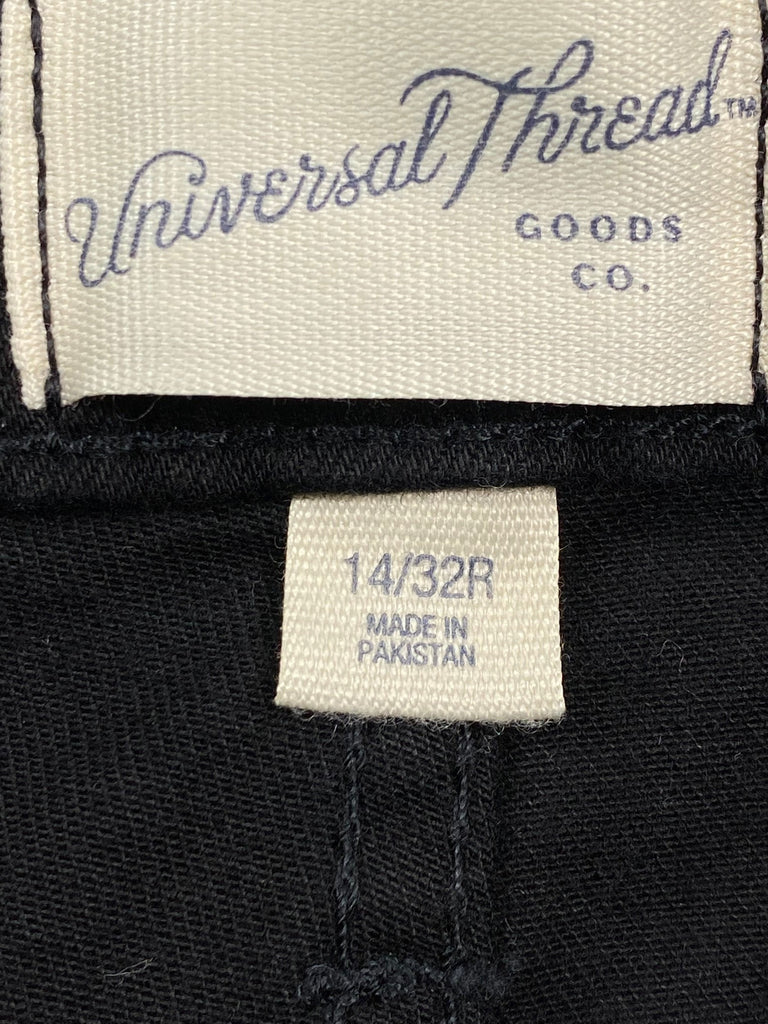 Universal Thread™
GOODS
CO.
14/32R
MADE IN
PAKISTAN